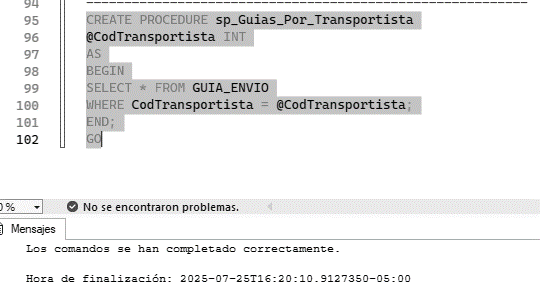 94 ------------------------------------------------------------
95 CREATE PROCEDURE sp_Guias_Por_Transportista
96 @CodTransportista INT
97 AS
98 BEGIN
99 SELECT * FROM GUIA_ENVIO
100 WHERE CodTransportista = @CodTransportista;
101 END;
102 GO
0 % No se encontraron problemas.
Mensajes
Los comandos se han completado correctamente.
Hora de finalización: 2025-07-25T16:20:10.9127350-05:00